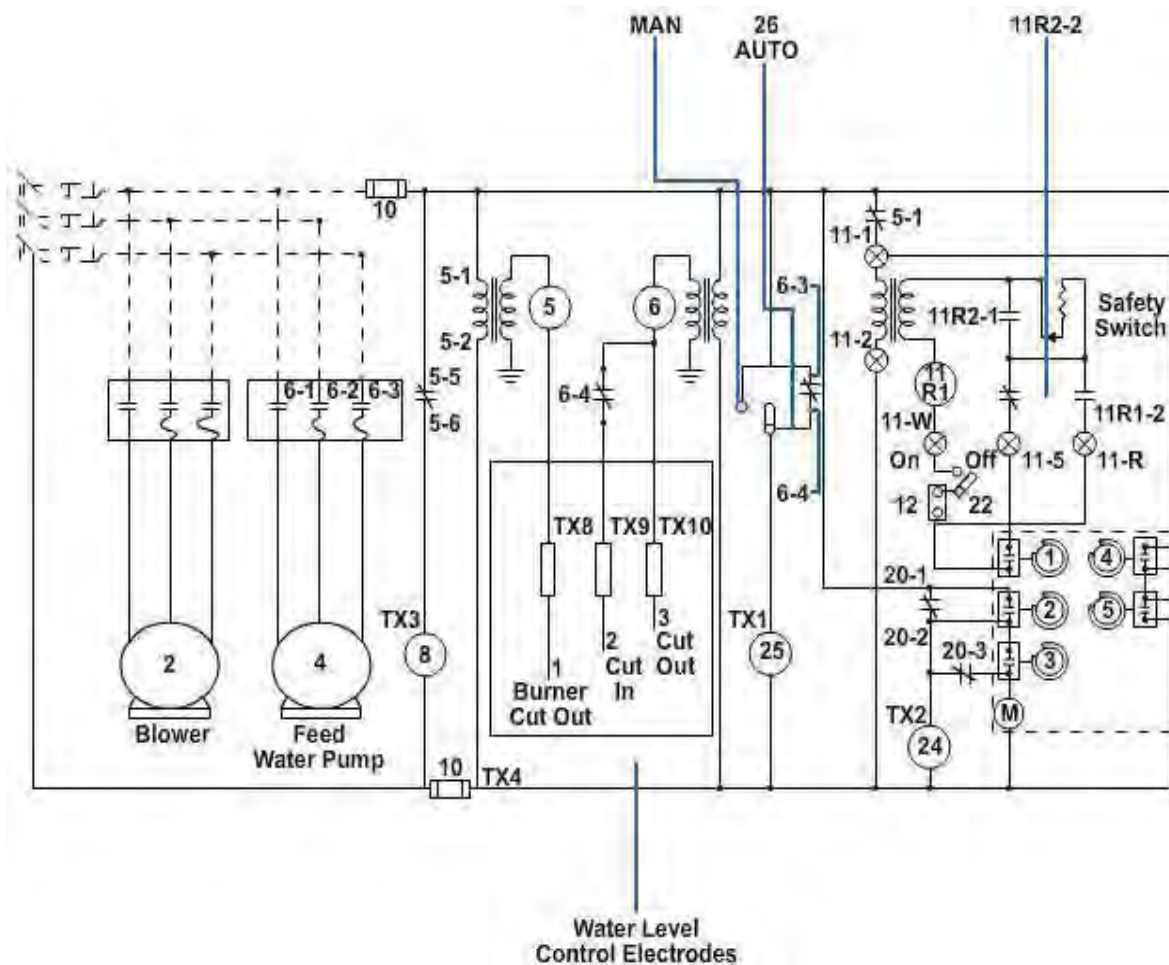 MAN
26
AUTO
11R2-2
10
5-1
11-1
5-1
5
6
6-3
11R2-1
Safety
Switch
5-2
11-2
11
R1
5-5
6-1
6-2
6-3
6-4
5-6
11-W
11R1-2
On
Off
11-5
11-R
6-4
12
22
TX8
TX9
TX10
1
4
20-1
2
5
TX3
TX1
20-2
2
4
8
3
Cut
Out
2
Cut
In
1
Burner
Cut Out
25
20-3
3
TX2
M
Blower
Feed
Water Pump
24
10
TX4
Water Level
Control Electrodes